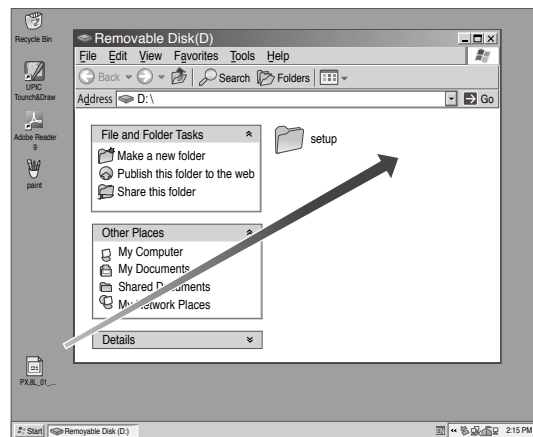 Recycle Bin
UPIC
Tounch&Draw
Adobe Reader
9
paint
PX,8L_01_...
Removable Disk(D)
File Edit View Favorites Tools Help
Back Search Folders
Address D:\ Go
File and Folder Tasks
Make a new folder
Publish this folder to the web
Share this folder
Other Places
My Computer
My Documents
Shared Documents
My Network Places
Details
setup
Start Removable Disk (D:) 2:15 PM